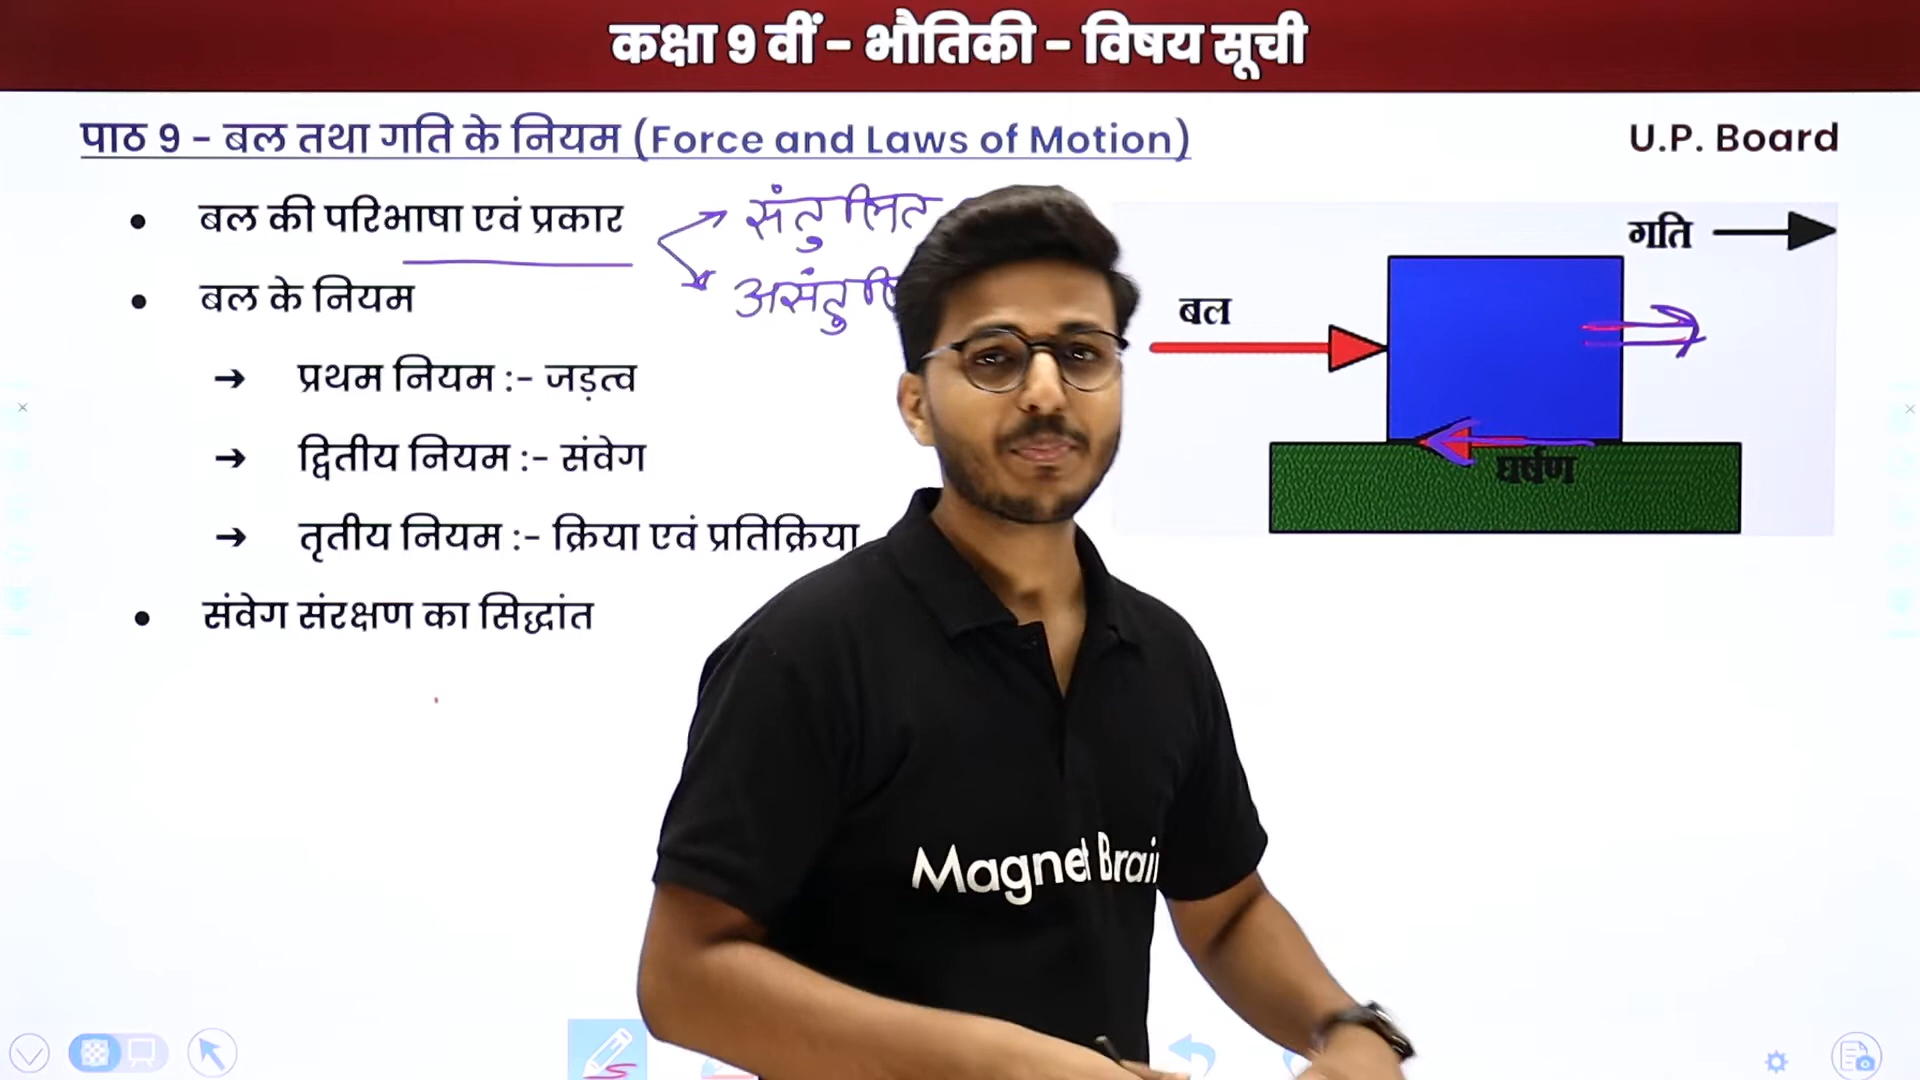 कक्षा 9 वीं - भौतिकी - विषय सूची
पाठ 9 - बल तथा गति के नियम (Force and Laws of Motion)
U.P. Board
• बल की परिभाषा एवं प्रकार
संतुलित
• बल के नियम
→ प्रथम नियम :- जड़त्व
→ द्वितीय नियम :- संवेग
→ तृतीय नियम :- क्रिया एवं प्रतिक्रिया
• संवेग संरक्षण का सिद्धांत
गति
बल
घर्षण
Magnet Brai